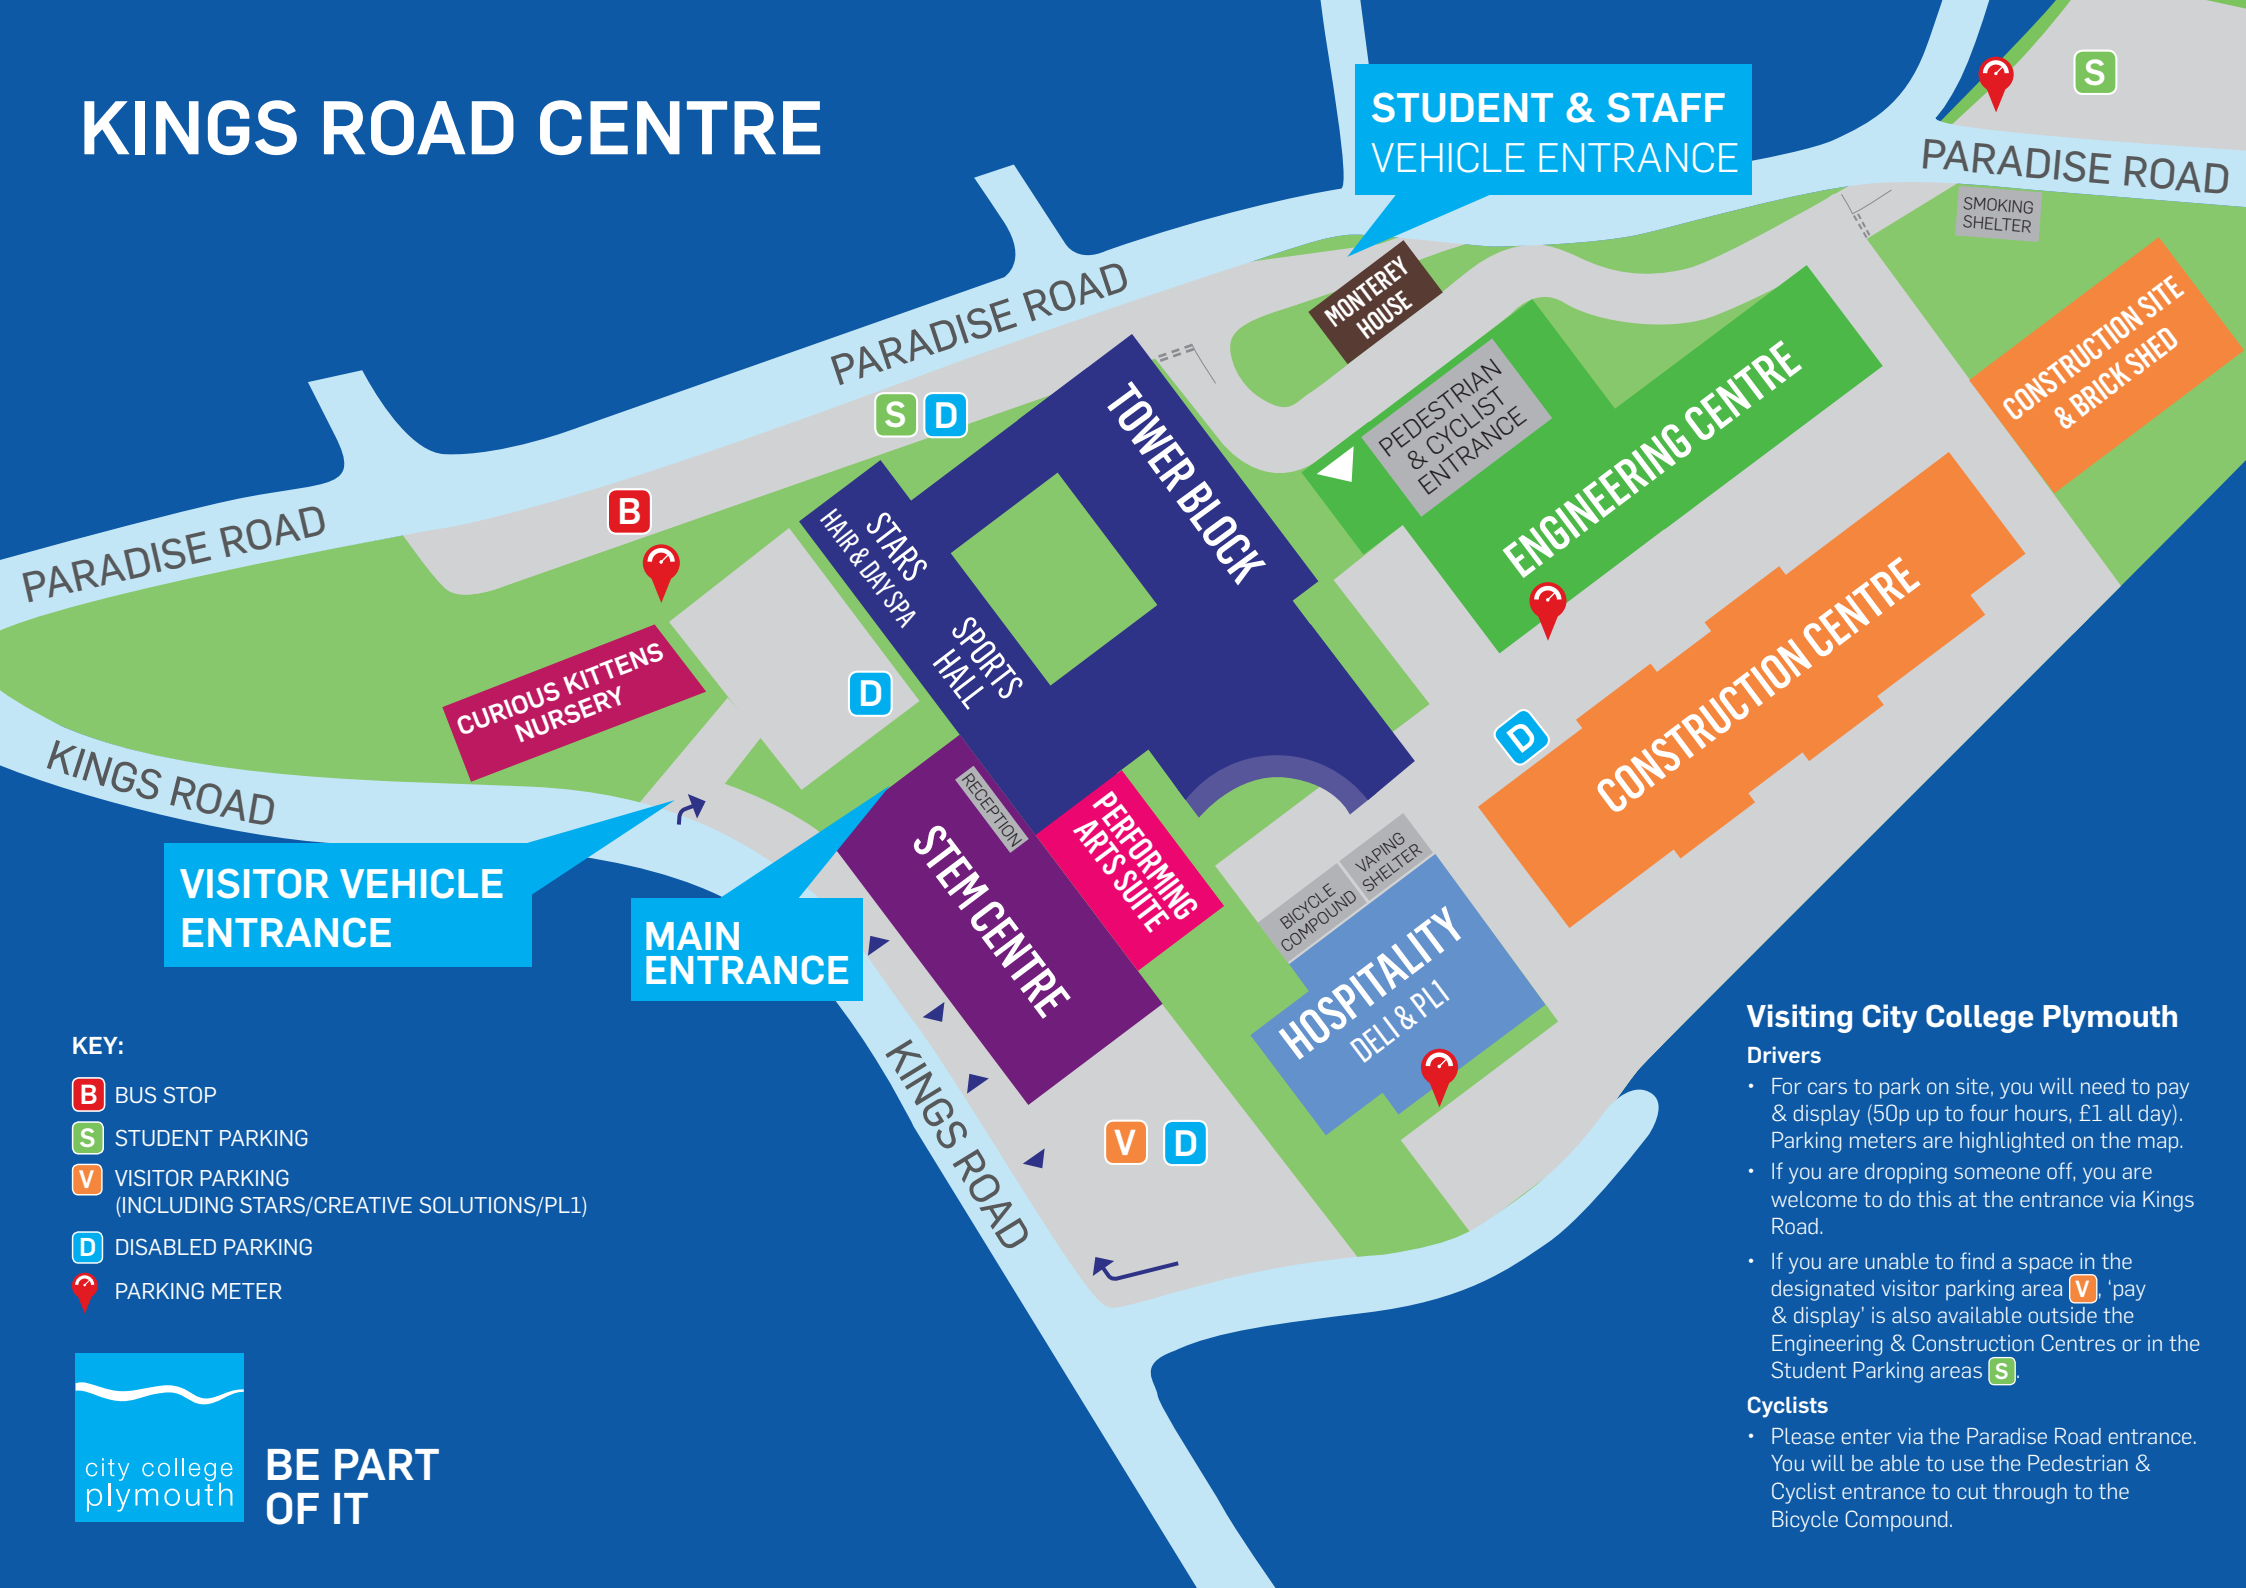 KINGS ROAD CENTRE
STUDENT & STAFF
VEHICLE ENTRANCE
S
PARADISE ROAD
SMOKING
SHELTER
PARADISE ROAD
MONTEREY
HOUSE
CONSTRUCTION SITE
& BRICK SHED
PEDESTRIAN
& CYCLIST
ENTRANCE
ENGINEERING CENTRE
TOWER BLOCK
S
D
B
PARADISE ROAD
STARS
HAIR & DAY SPA
SPORTS
HALL
CURIOUS KITTENS
NURSERY
D
D
CONSTRUCTION CENTRE
KINGS ROAD
RECEPTION
PERFORMING
ARTS SUITE
STEM CENTRE
VAPING
SHELTER
BICYCLE
COMPOUND
HOSPITALITY
DELI & PL1
VISITOR VEHICLE
ENTRANCE
MAIN
ENTRANCE
KINGS ROAD
V
D
KEY:
B BUS STOP
S STUDENT PARKING
V VISITOR PARKING
(INCLUDING STARS/CREATIVE SOLUTIONS/PL1)
D DISABLED PARKING
PARKING METER
city college
plymouth
BE PART
OF IT
Visiting City College Plymouth
Drivers
• For cars to park on site, you will need to pay
& display (50p up to four hours, £1 all day).
Parking meters are highlighted on the map.
• If you are dropping someone off, you are
welcome to do this at the entrance via Kings
Road.
• If you are unable to find a space in the
designated visitor parking area V, ‘pay
& display’ is also available outside the
Engineering & Construction Centres or in the
Student Parking areas S.
Cyclists
• Please enter via the Paradise Road entrance.
You will be able to use the Pedestrian &
Cyclist entrance to cut through to the
Bicycle Compound.